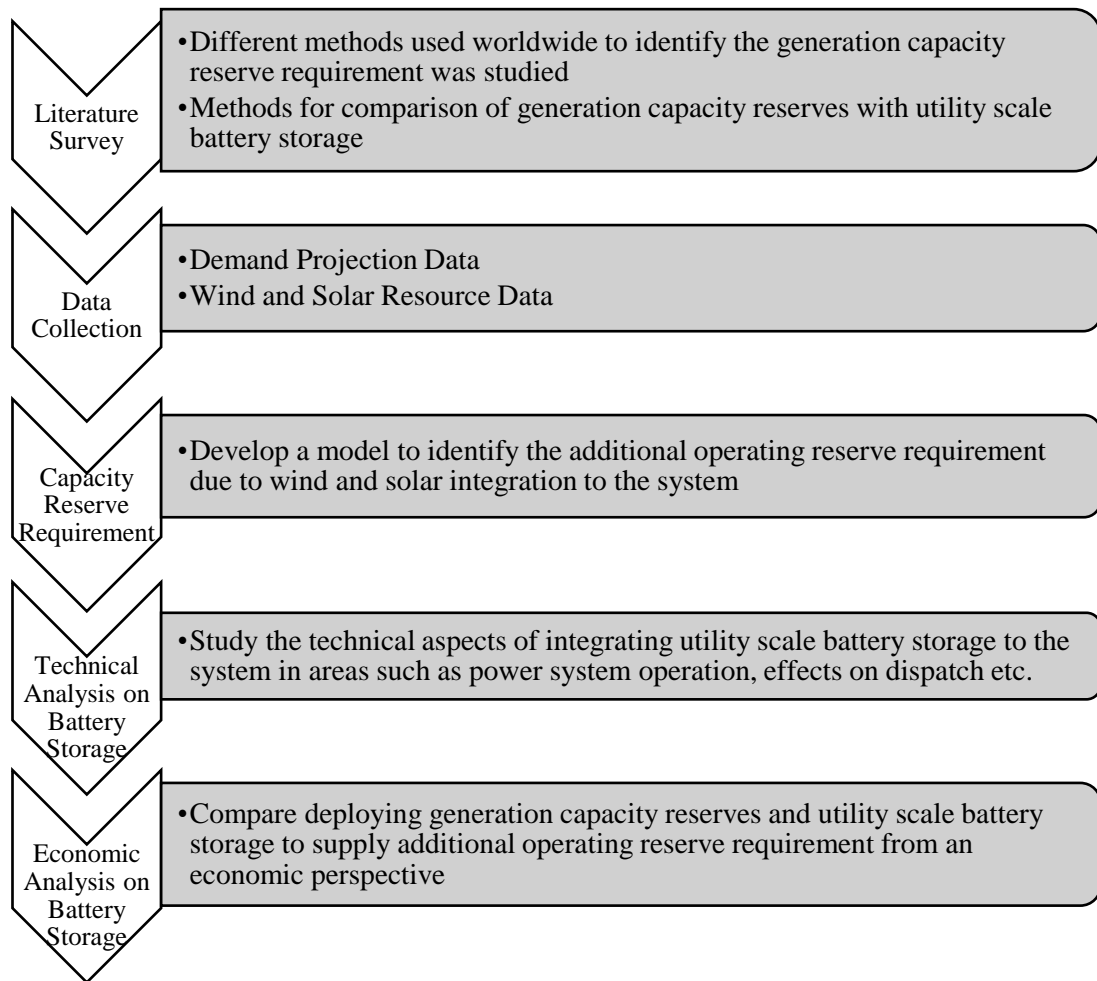 Literature
Survey
•Different methods used worldwide to identify the generation capacity
reserve requirement was studied
•Methods for comparison of generation capacity reserves with utility scale
battery storage
Data
Collection
•Demand Projection Data
•Wind and Solar Resource Data
Capacity
Reserve
Requirement
•Develop a model to identify the additional operating reserve requirement
due to wind and solar integration to the system
Technical
Analysis on
Battery
Storage
•Study the technical aspects of integrating utility scale battery storage to the
system in areas such as power system operation, effects on dispatch etc.
Economic
Analysis on
Battery
Storage
•Compare deploying generation capacity reserves and utility scale battery
storage to supply additional operating reserve requirement from an
economic perspective